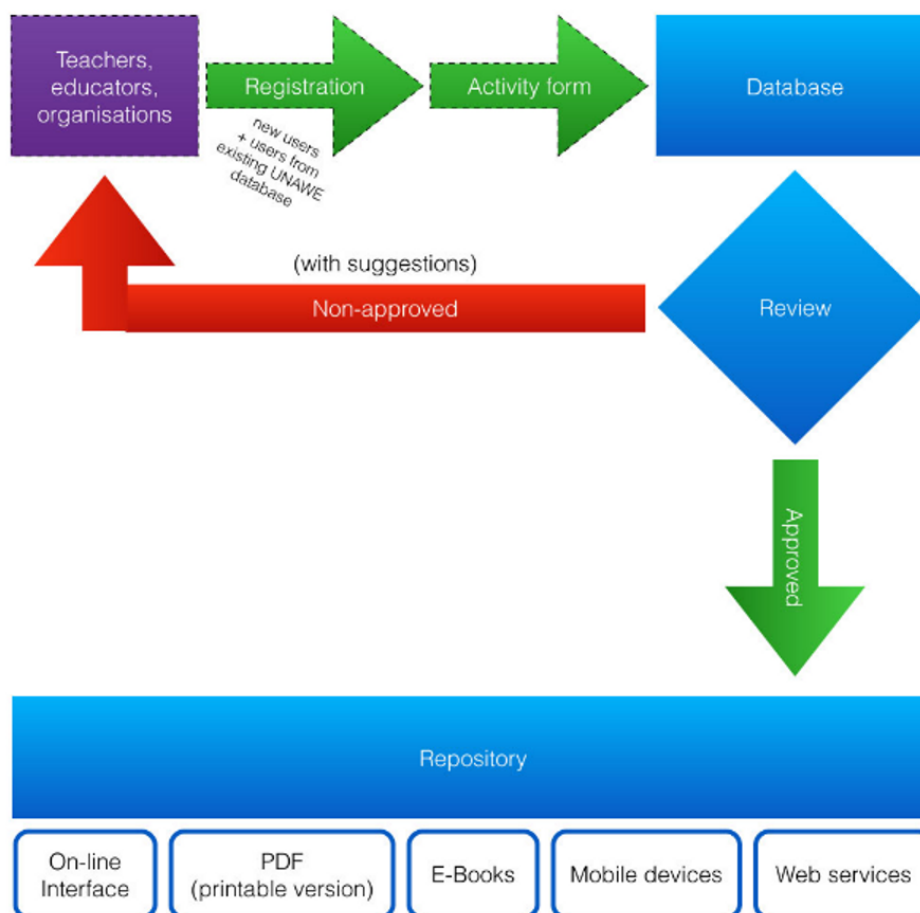 Teachers,
educators,
organisations
Registration
Activity form
Database
new users
+ users from
existing UNAWE
database
(with suggestions)
Non-approved
Review
Approved
Repository
On-line
Interface
PDF
(printable version)
E-Books
Mobile devices
Web services